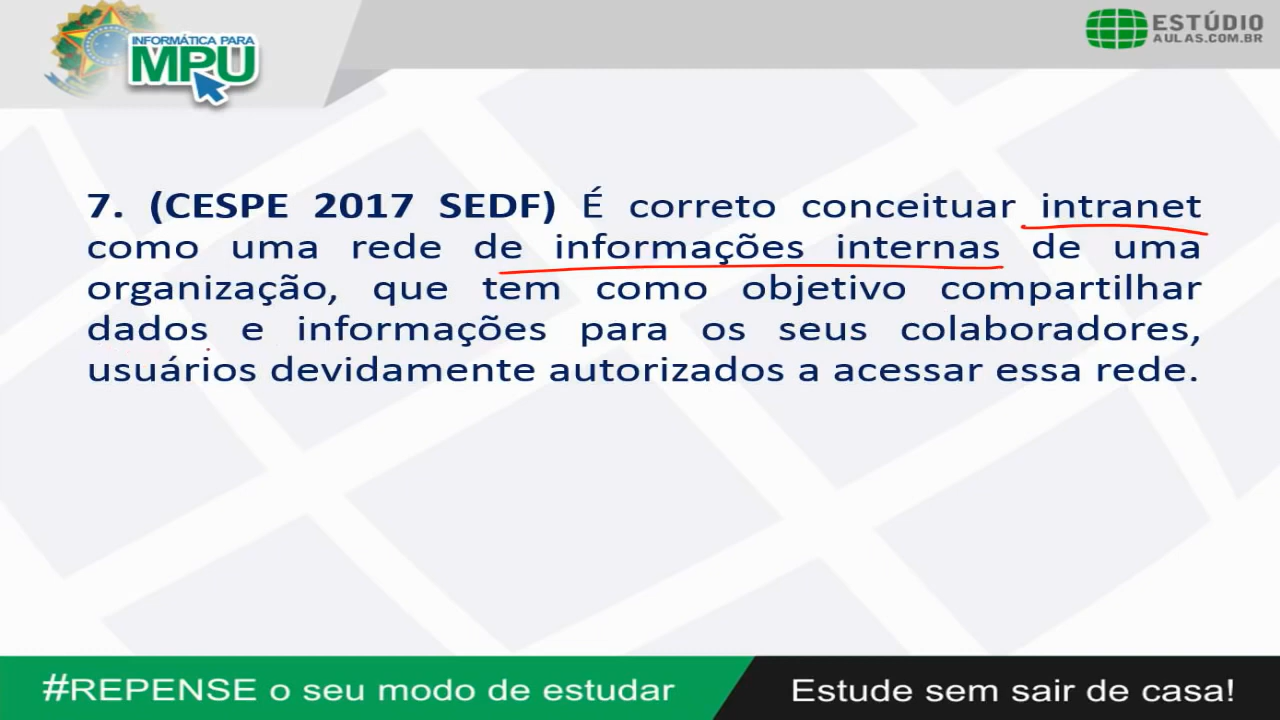 INFORMÁTICA PARA
MPU
ESTÚDIO
AULAS.COM.BR
7. (CESPE 2017 SEDF) É correto conceituar intranet
como uma rede de informações internas de uma
organização, que tem como objetivo compartilhar
dados e informações para os seus colaboradores,
usuários devidamente autorizados a acessar essa rede.
#REPENSE o seu modo de estudar
Estude sem sair de casa!